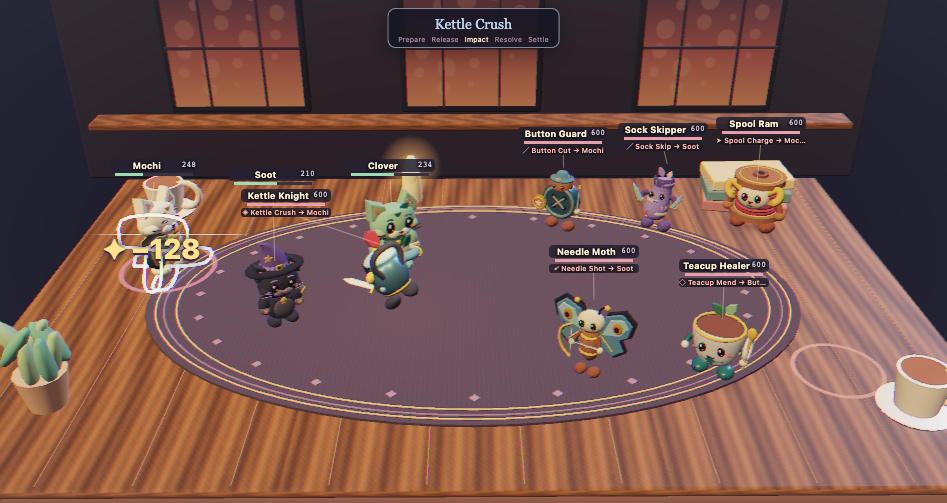 Kettle Crush
Prepare Release Impact Resolve Settle
Mochi 248
Soot 210
Clover 234
Kettle Knight 600
Kettle Crush → Mochi
Button Guard 600
Button Cut → Mochi
Sock Skipper 600
Sock Skip → Soot
Spool Ram 600
Spool Charge → Moc...
-128
Needle Moth 600
Needle Shot → Soot
Teacup Healer 600
Teacup Mend → But...